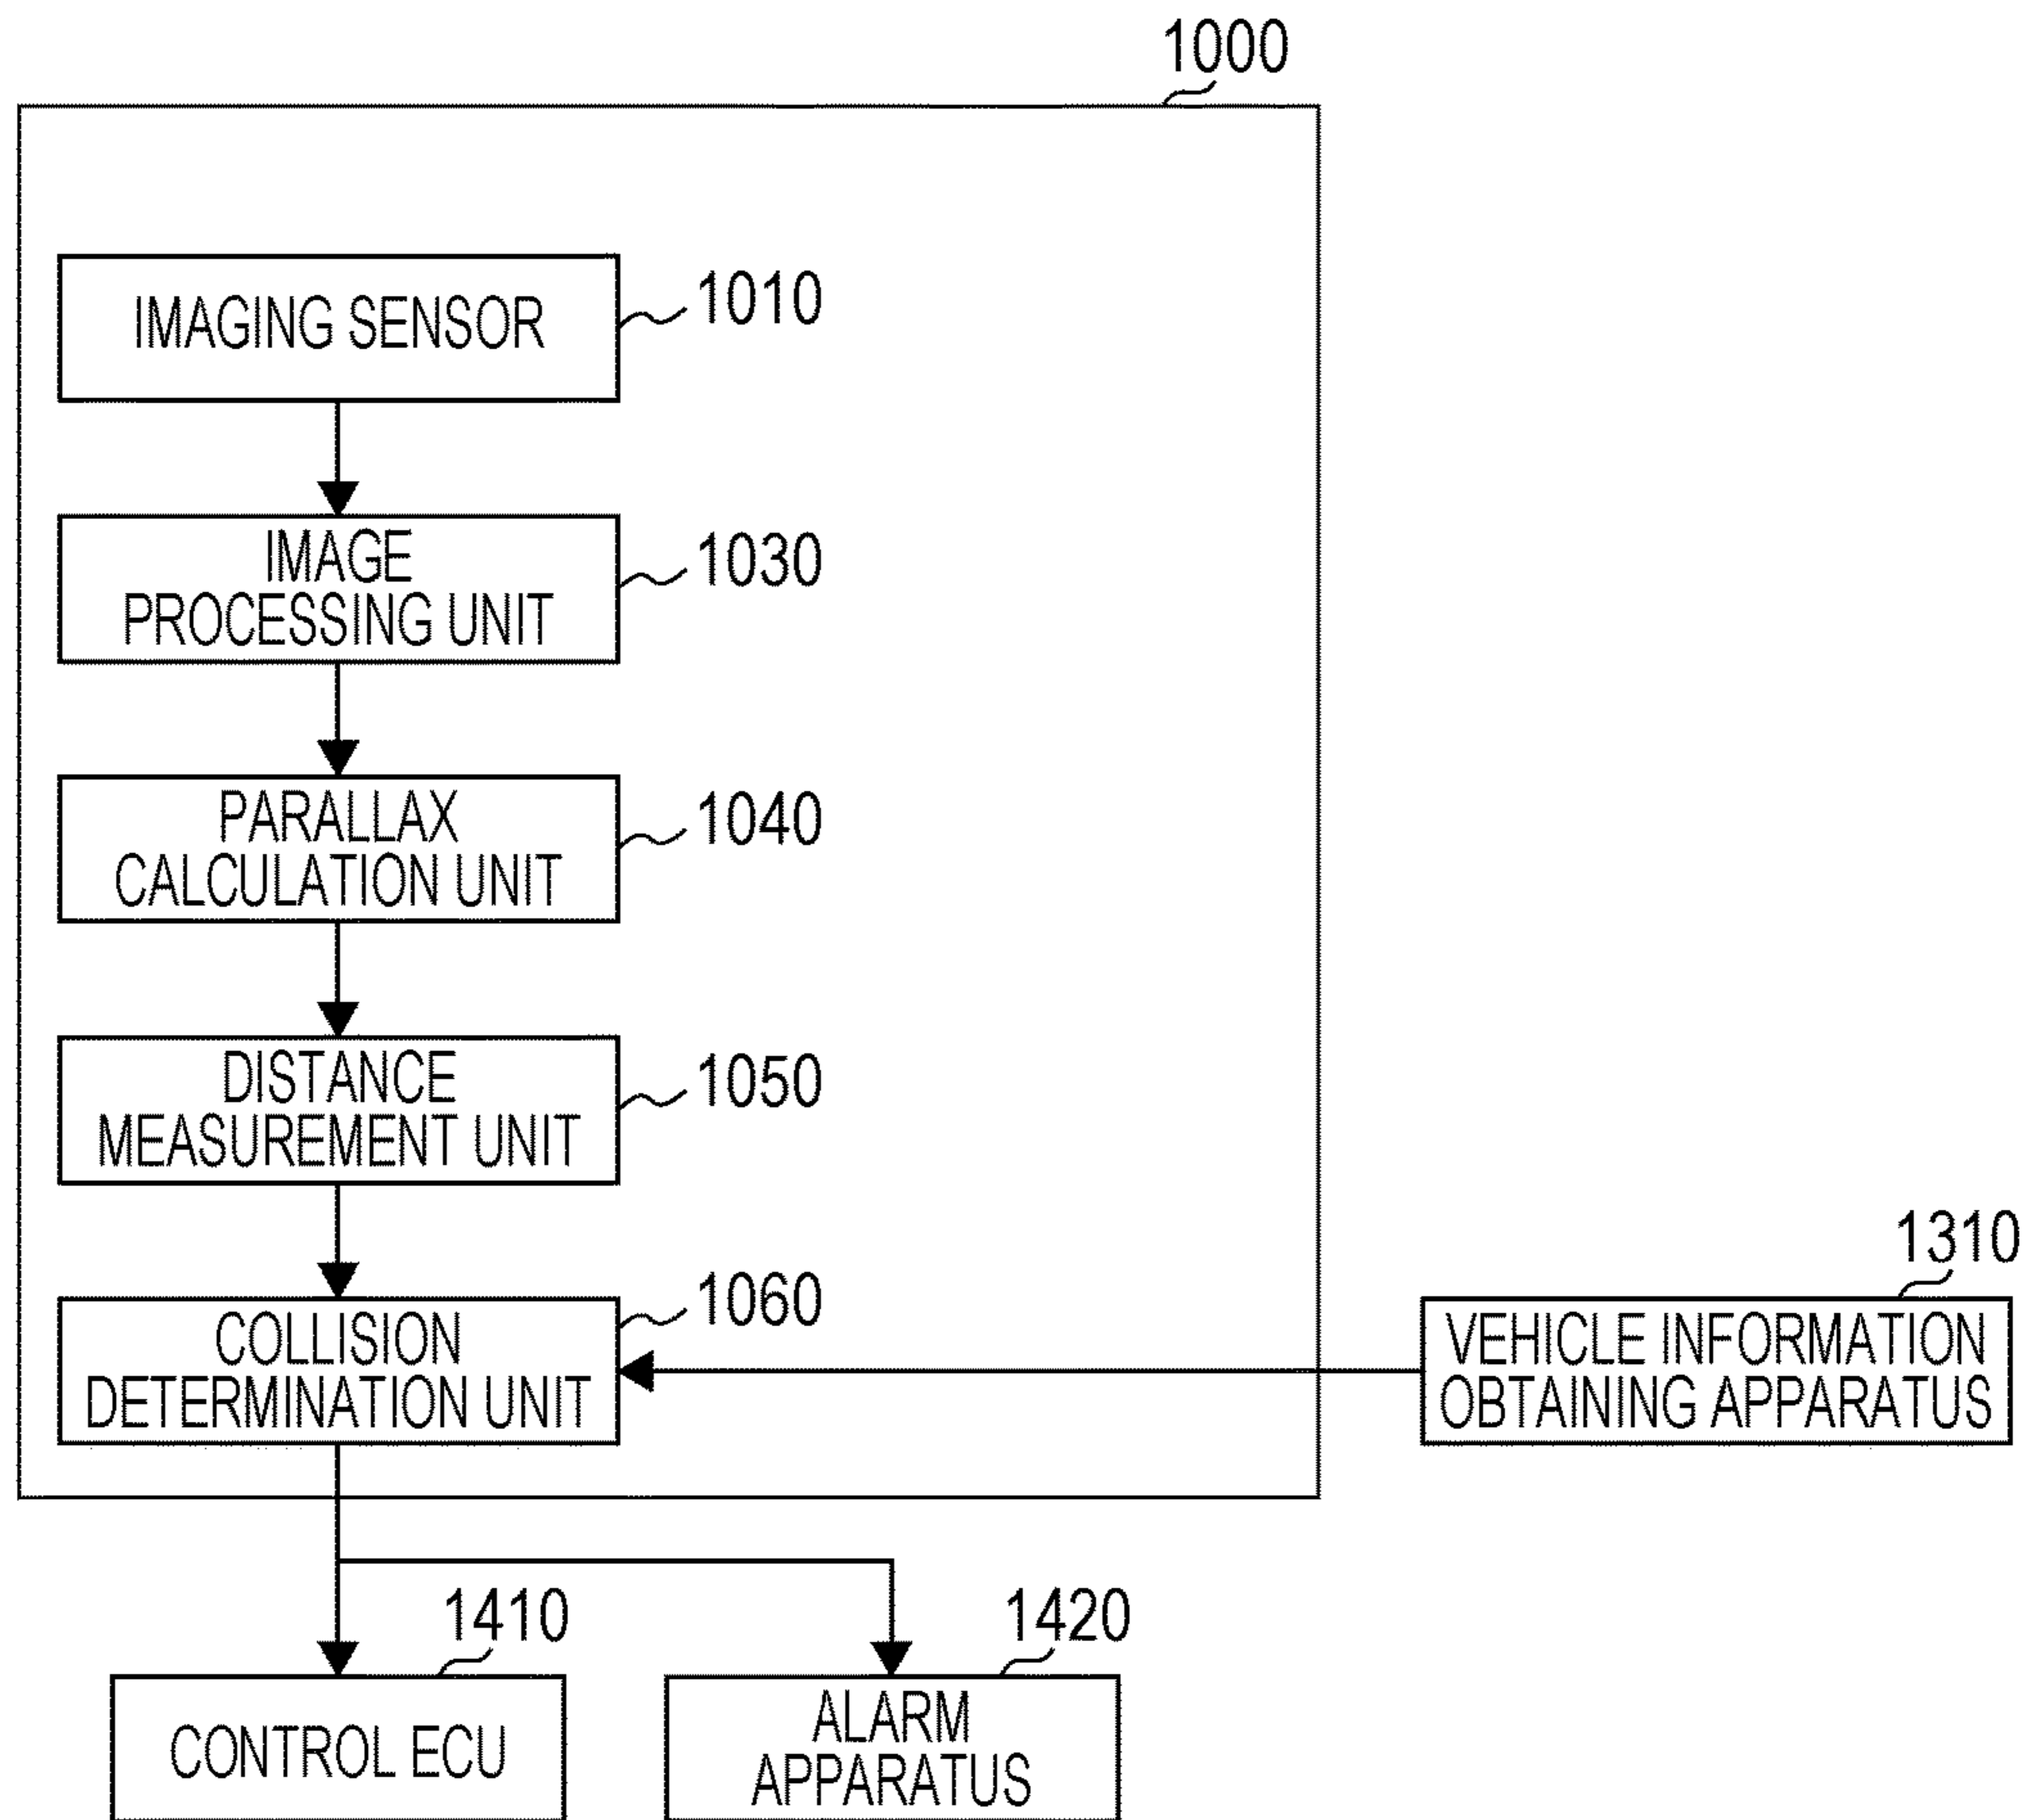 1000
IMAGING SENSOR
1010
IMAGE
PROCESSING UNIT
1030
PARALLAX
CALCULATION UNIT
1040
DISTANCE
MEASUREMENT UNIT
1050
COLLISION
DETERMINATION UNIT
1060
1310
VEHICLE INFORMATION
OBTAINING APPARATUS
1410
CONTROL ECU
1420
ALARM
APPARATUS